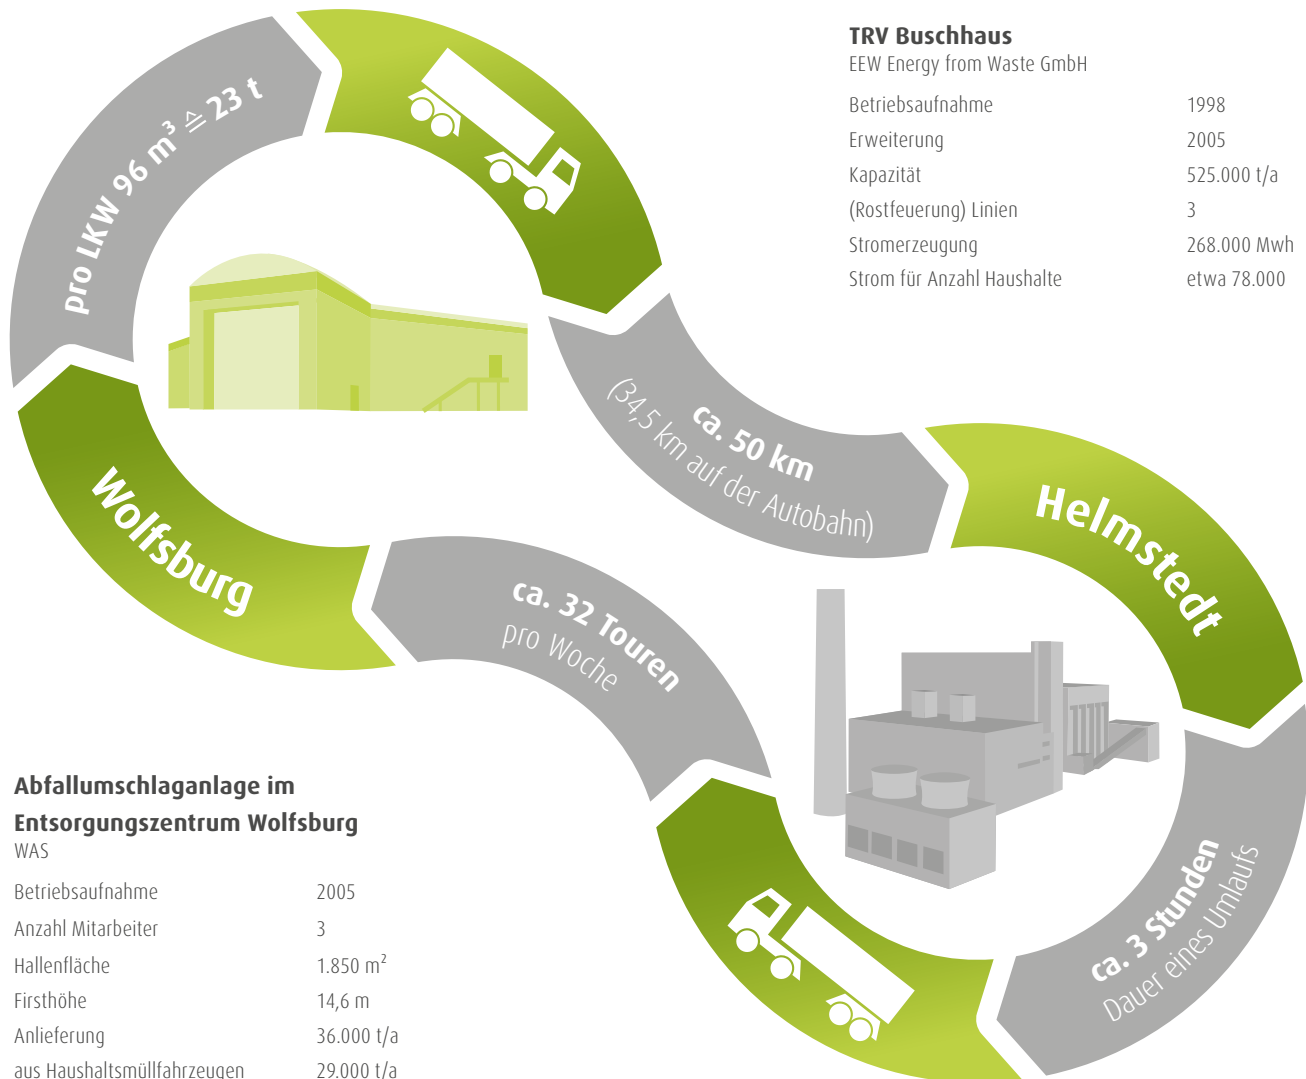 TRV Buschhaus
EEW Energy from Waste GmbH
Betriebsaufnahme 1998
Erweiterung 2005
Kapazität 525.000 t/a
(Rostfeuerung) Linien 3
Stromerzeugung 268.000 Mwh
Strom für Anzahl Haushalte etwa 78.000
pro LKW 96 m³ ≙ 23 t
ca. 50 km
(34,5 km auf der Autobahn)
Helmstedt
Wolfsburg
ca. 32 Touren
pro Woche
ca. 3 Stunden
Dauer eines Umlaufs
Abfallumschlaganlage im
Entsorgungszentrum Wolfsburg
WAS
Betriebsaufnahme 2005
Anzahl Mitarbeiter 3
Hallenfläche 1.850 m²
Firsthöhe 14,6 m
Anlieferung 36.000 t/a
aus Haushaltsmüllfahrzeugen 29.000 t/a